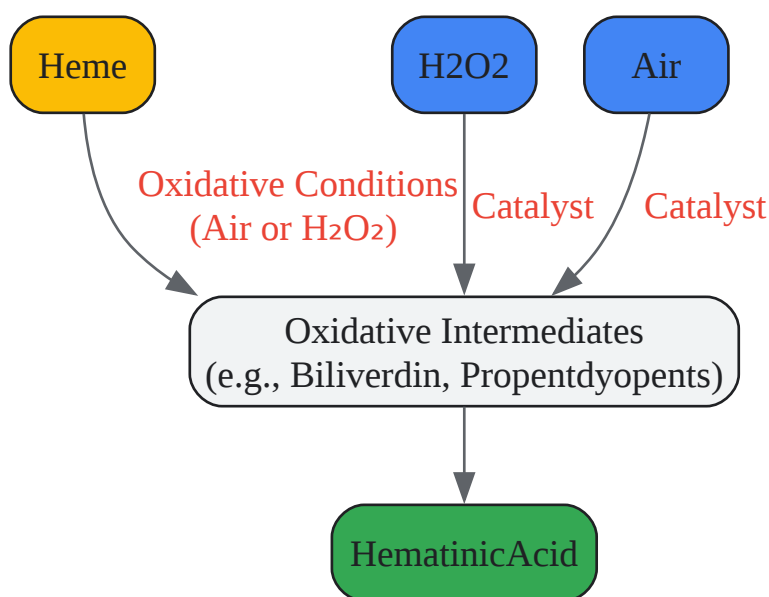 Heme
H2O2
Air
Oxidative Conditions
(Air or H₂O₂)
Catalyst
Catalyst
Oxidative Intermediates
(e.g., Biliverdin, Propentdyopents)
HematinicAcid